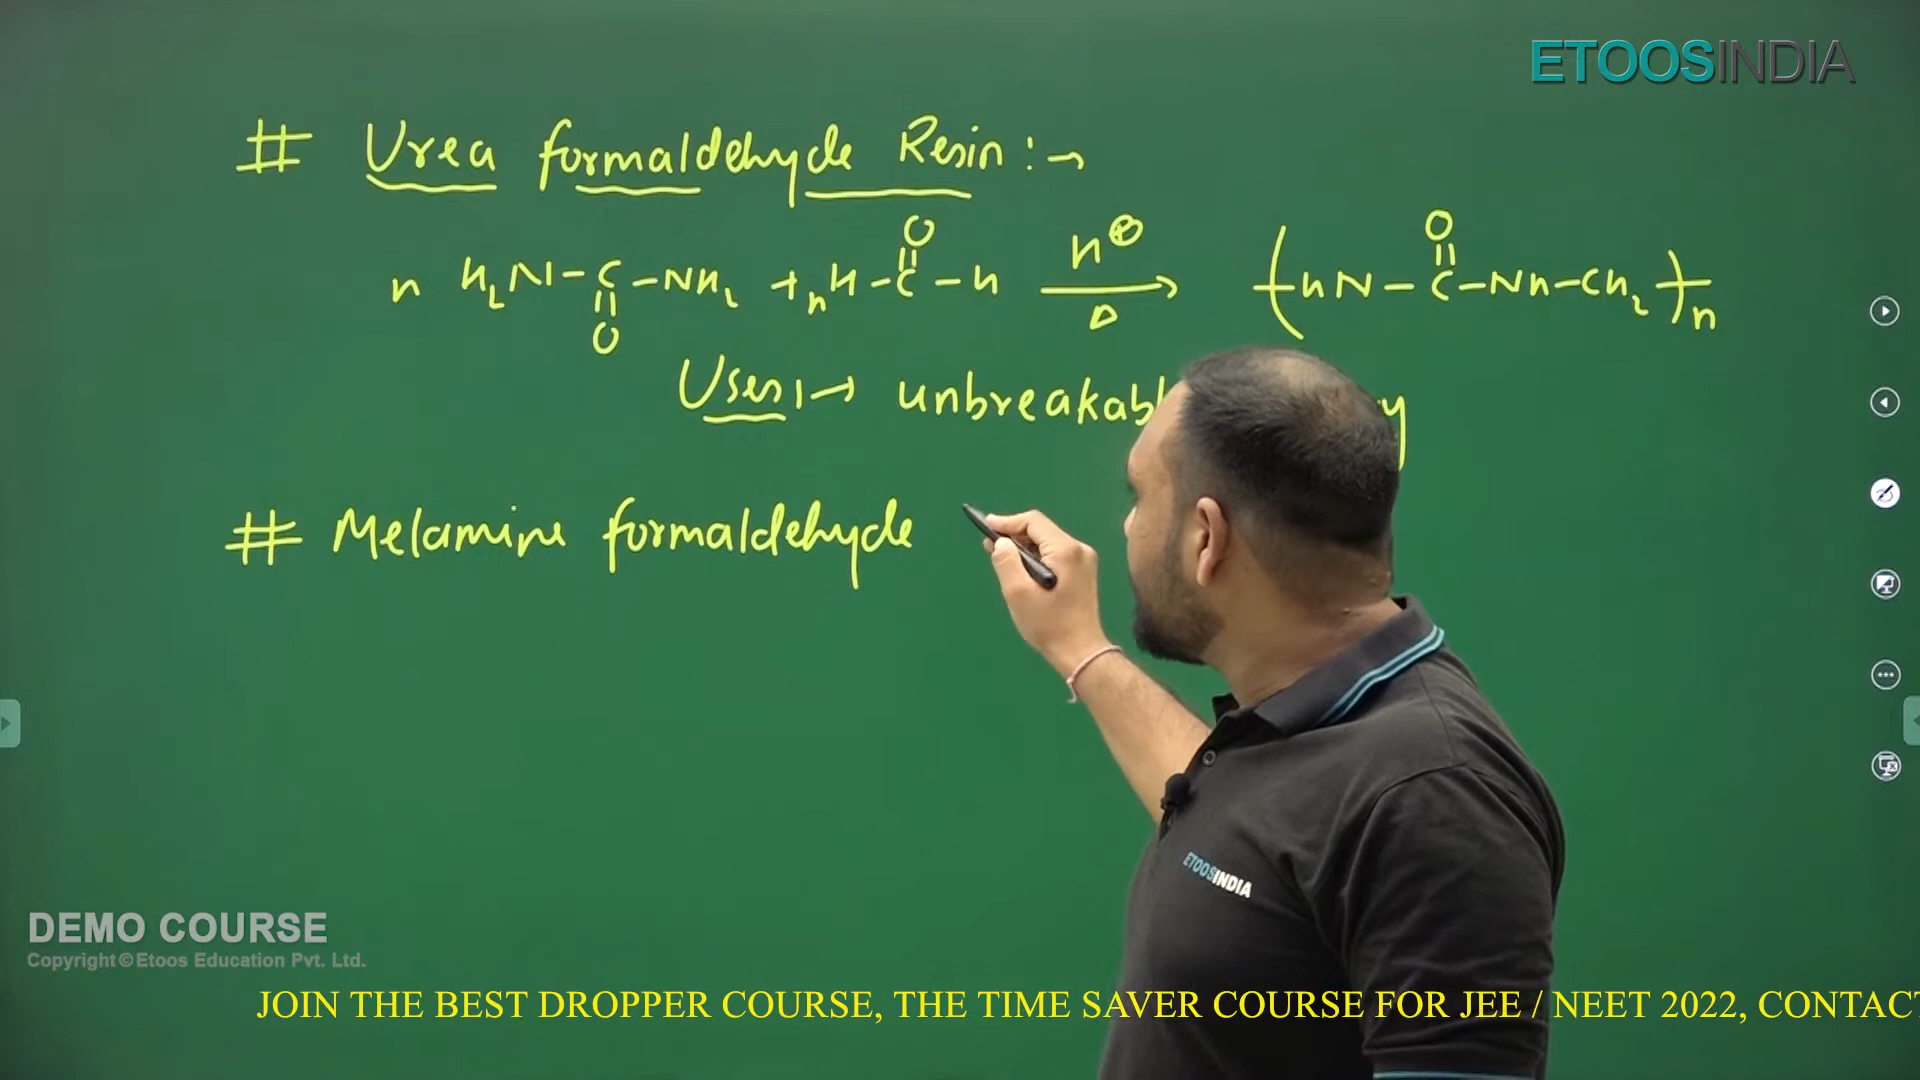 ETOOSINDIA
# Urea formaldehyde Resin :→
O
n H₂N-C-NH₂ + n H-C-H H⊕ Δ → (HN-C-NH-CH₂)n
O O
Uses :→ unbreakabl y
# Melamine formaldehyde
ETOOSINDIA
DEMO COURSE
Copyright © Etoos Education Pvt. Ltd.
JOIN THE BEST DROPPER COURSE, THE TIME SAVER COURSE FOR JEE / NEET 2022, CONTACT